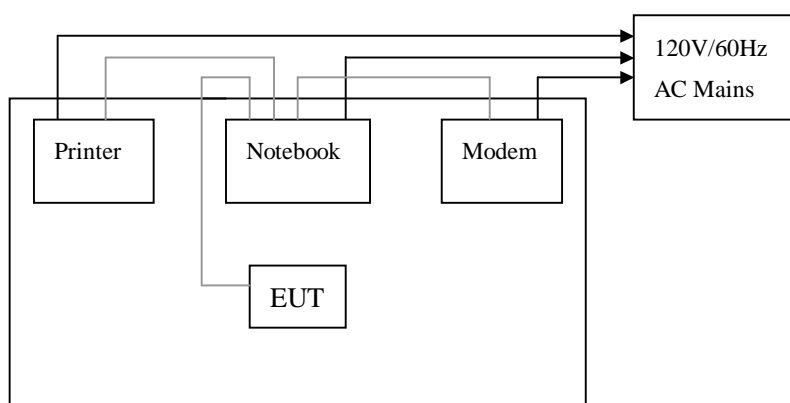 120V/60Hz
AC Mains
Printer
Notebook
Modem
EUT